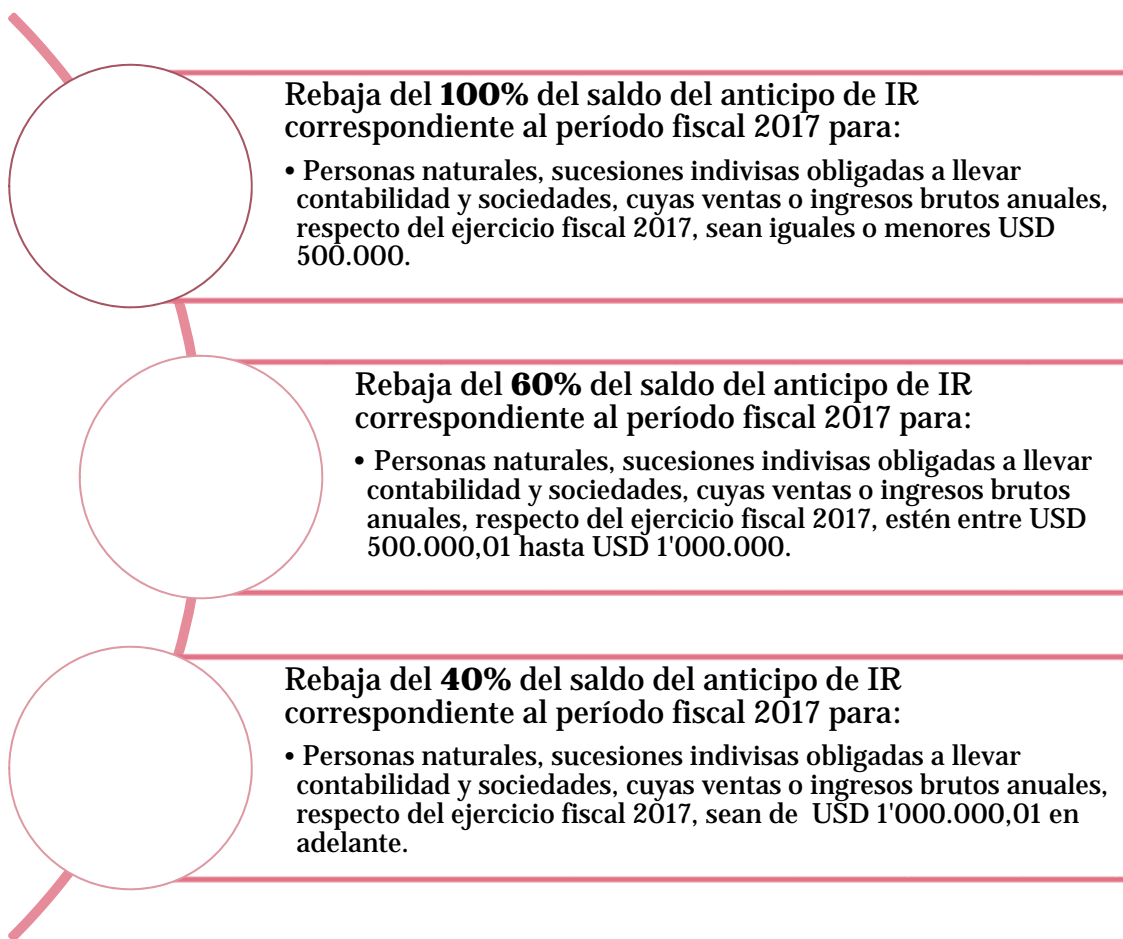 Rebaja del 100% del saldo del anticipo de IR
correspondiente al período fiscal 2017 para:
• Personas naturales, sucesiones indivisas obligadas a llevar
contabilidad y sociedades, cuyas ventas o ingresos brutos anuales,
respecto del ejercicio fiscal 2017, sean iguales o menores USD
500.000.
Rebaja del 60% del saldo del anticipo de IR
correspondiente al período fiscal 2017 para:
• Personas naturales, sucesiones indivisas obligadas a llevar
contabilidad y sociedades, cuyas ventas o ingresos brutos
anuales, respecto del ejercicio fiscal 2017, estén entre USD
500.000,01 hasta USD 1'000.000.
Rebaja del 40% del saldo del anticipo de IR
correspondiente al período fiscal 2017 para:
• Personas naturales, sucesiones indivisas obligadas a llevar
contabilidad y sociedades, cuyas ventas o ingresos brutos anuales,
respecto del ejercicio fiscal 2017, sean de USD 1'000.000,01 en
adelante.